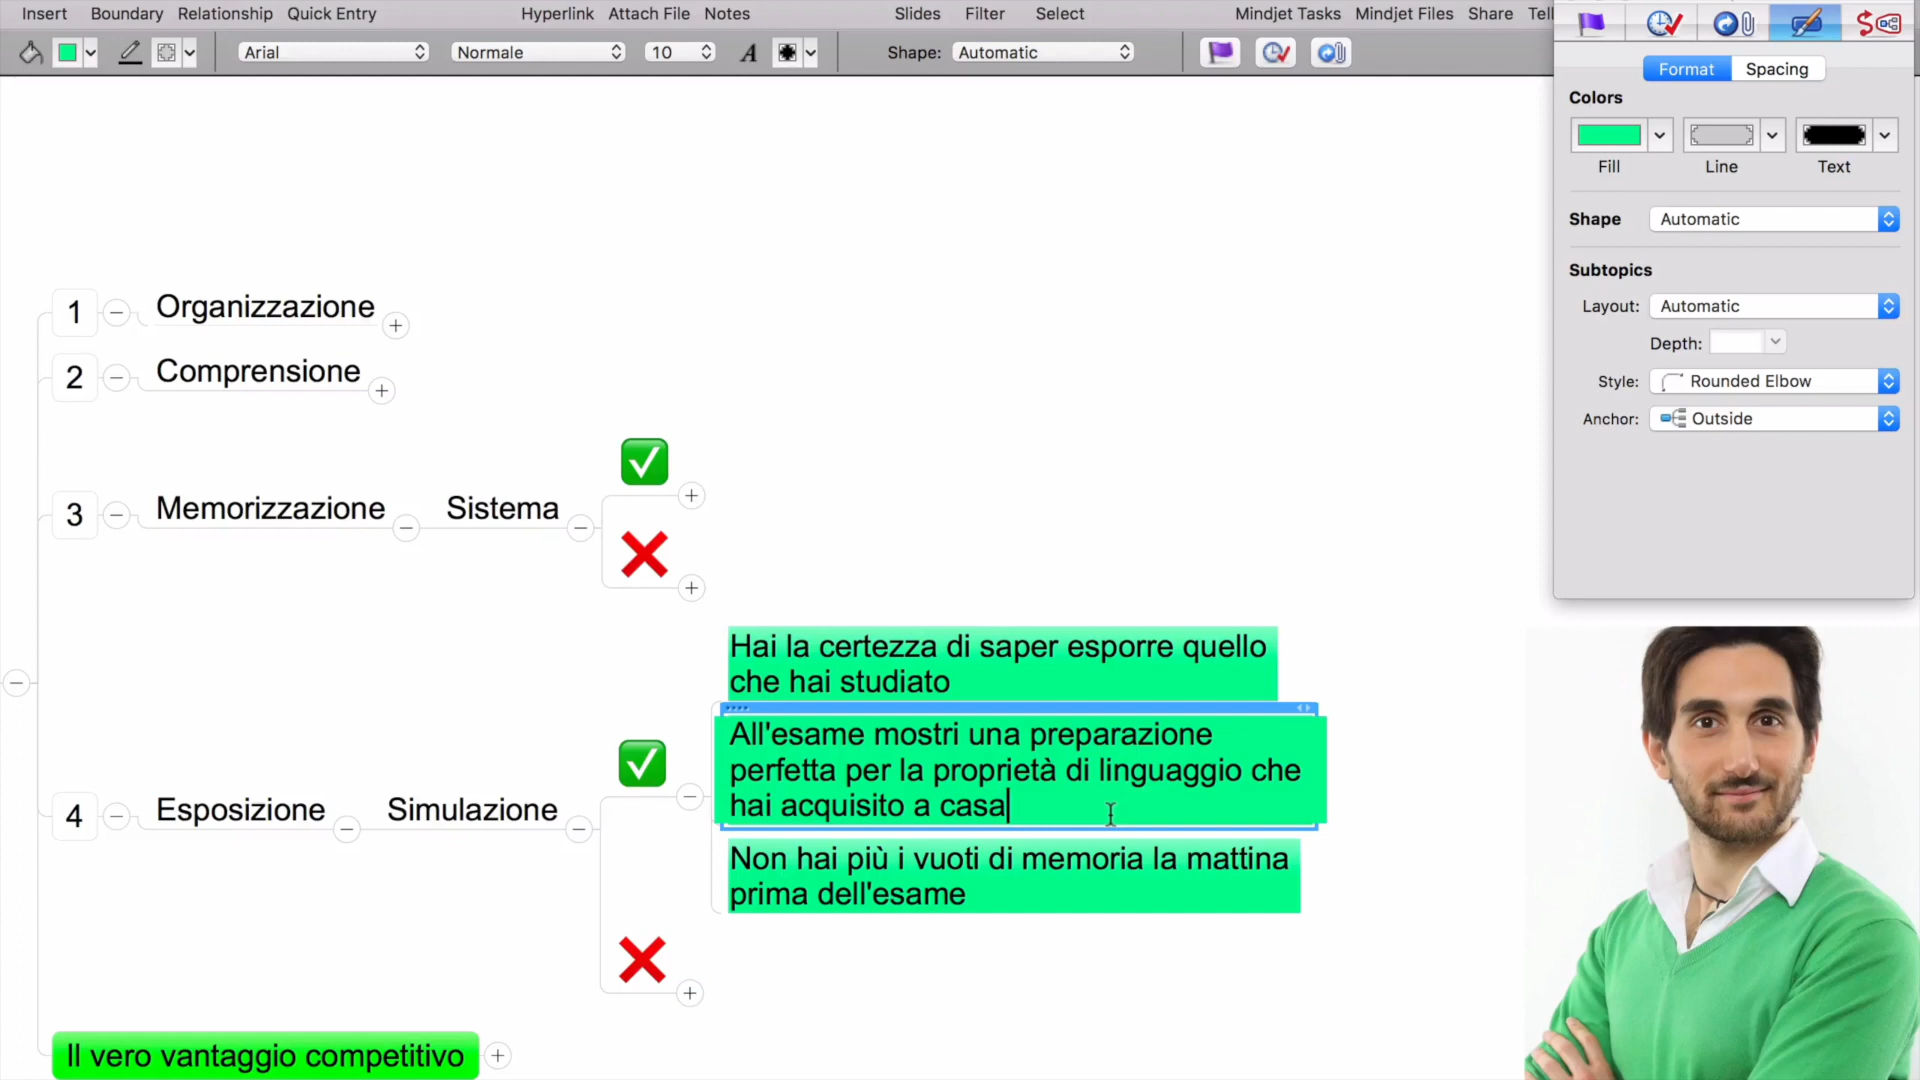 Insert Boundary Relationship Quick Entry Hyperlink Attach File Notes Slides Filter Select Mindjet Tasks Mindjet Files Share Tell
Arial Normale 10 A Shape: Automatic
Format Spacing
Colors
Fill Line Text
Shape Automatic
Subtopics
Layout: Automatic
Depth:
Style: Rounded Elbow
Anchor: Outside
1 Organizzazione
2 Comprensione
3 Memorizzazione Sistema
Hai la certezza di saper esporre quello
che hai studiato
All'esame mostri una preparazione
perfetta per la proprietà di linguaggio che
hai acquisito a casa
4 Esposizione Simulazione
Non hai più i vuoti di memoria la mattina
prima dell'esame
Il vero vantaggio competitivo